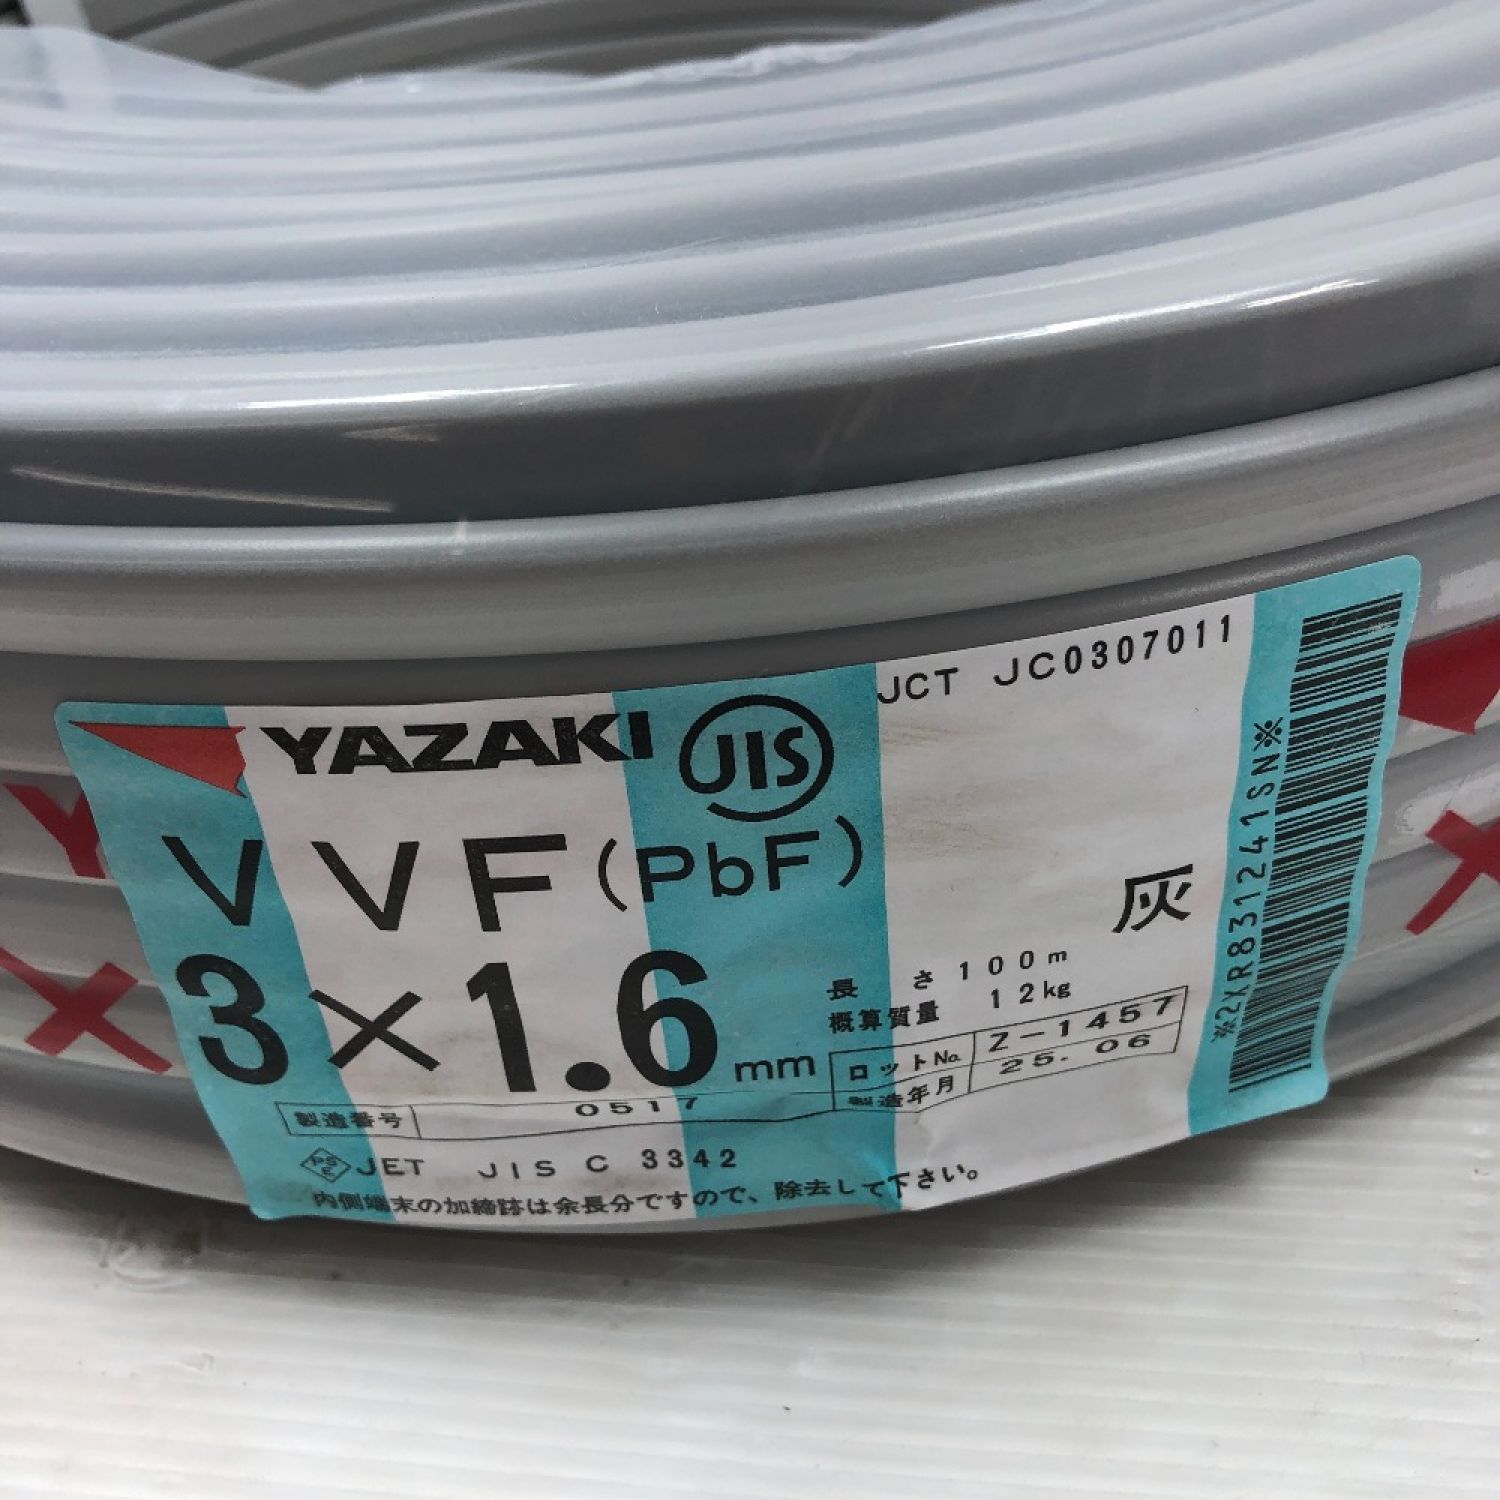 YAZAKI JIS
JCT JC0307011
VVF(PbF)
灰
3×1.6mm
長さ 100m
概算質量 12kg
ロットNo. Z-1457
製造年月 25.06
製造番号 0517
PSE JET JIS C 3342
内側端末の加締跡は余長分ですので、除去して下さい。
※2XR831241SN※